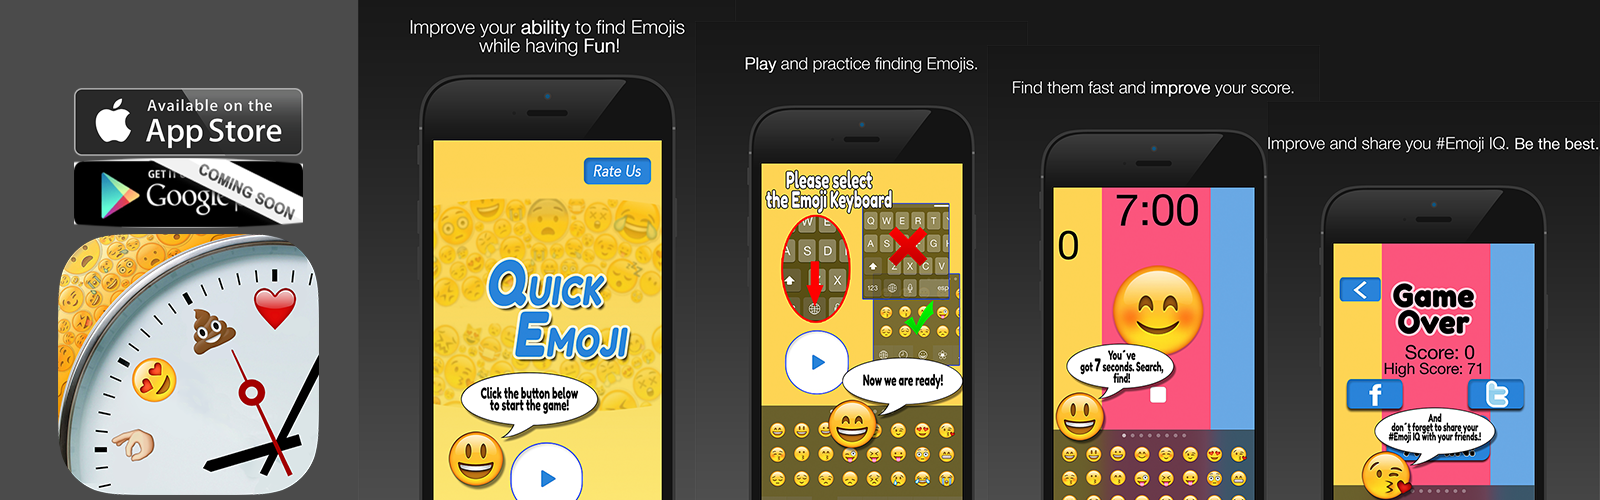 Available on the
App Store
GET IT
Google
COMING SOON
Improve your ability to find Emojis
while having Fun!
Rate Us
QUICK
EMOJI
Click the button below
to start the game!
Play and practice finding Emojis.
Please select
the Emoji Keyboard
W E
A S D
Z X
Q W E R T Y
A S G H
Z X C V
123
esp
Now we are ready!
Find them fast and improve your score.
7:00
0
You´ve
got 7 seconds. Search,
find!
Improve and share you #Emoji IQ. Be the best.
Game
Over
Score: 0
High Score: 71
f
t
And
don´t forget to share your
#Emoji IQ with your friends.!